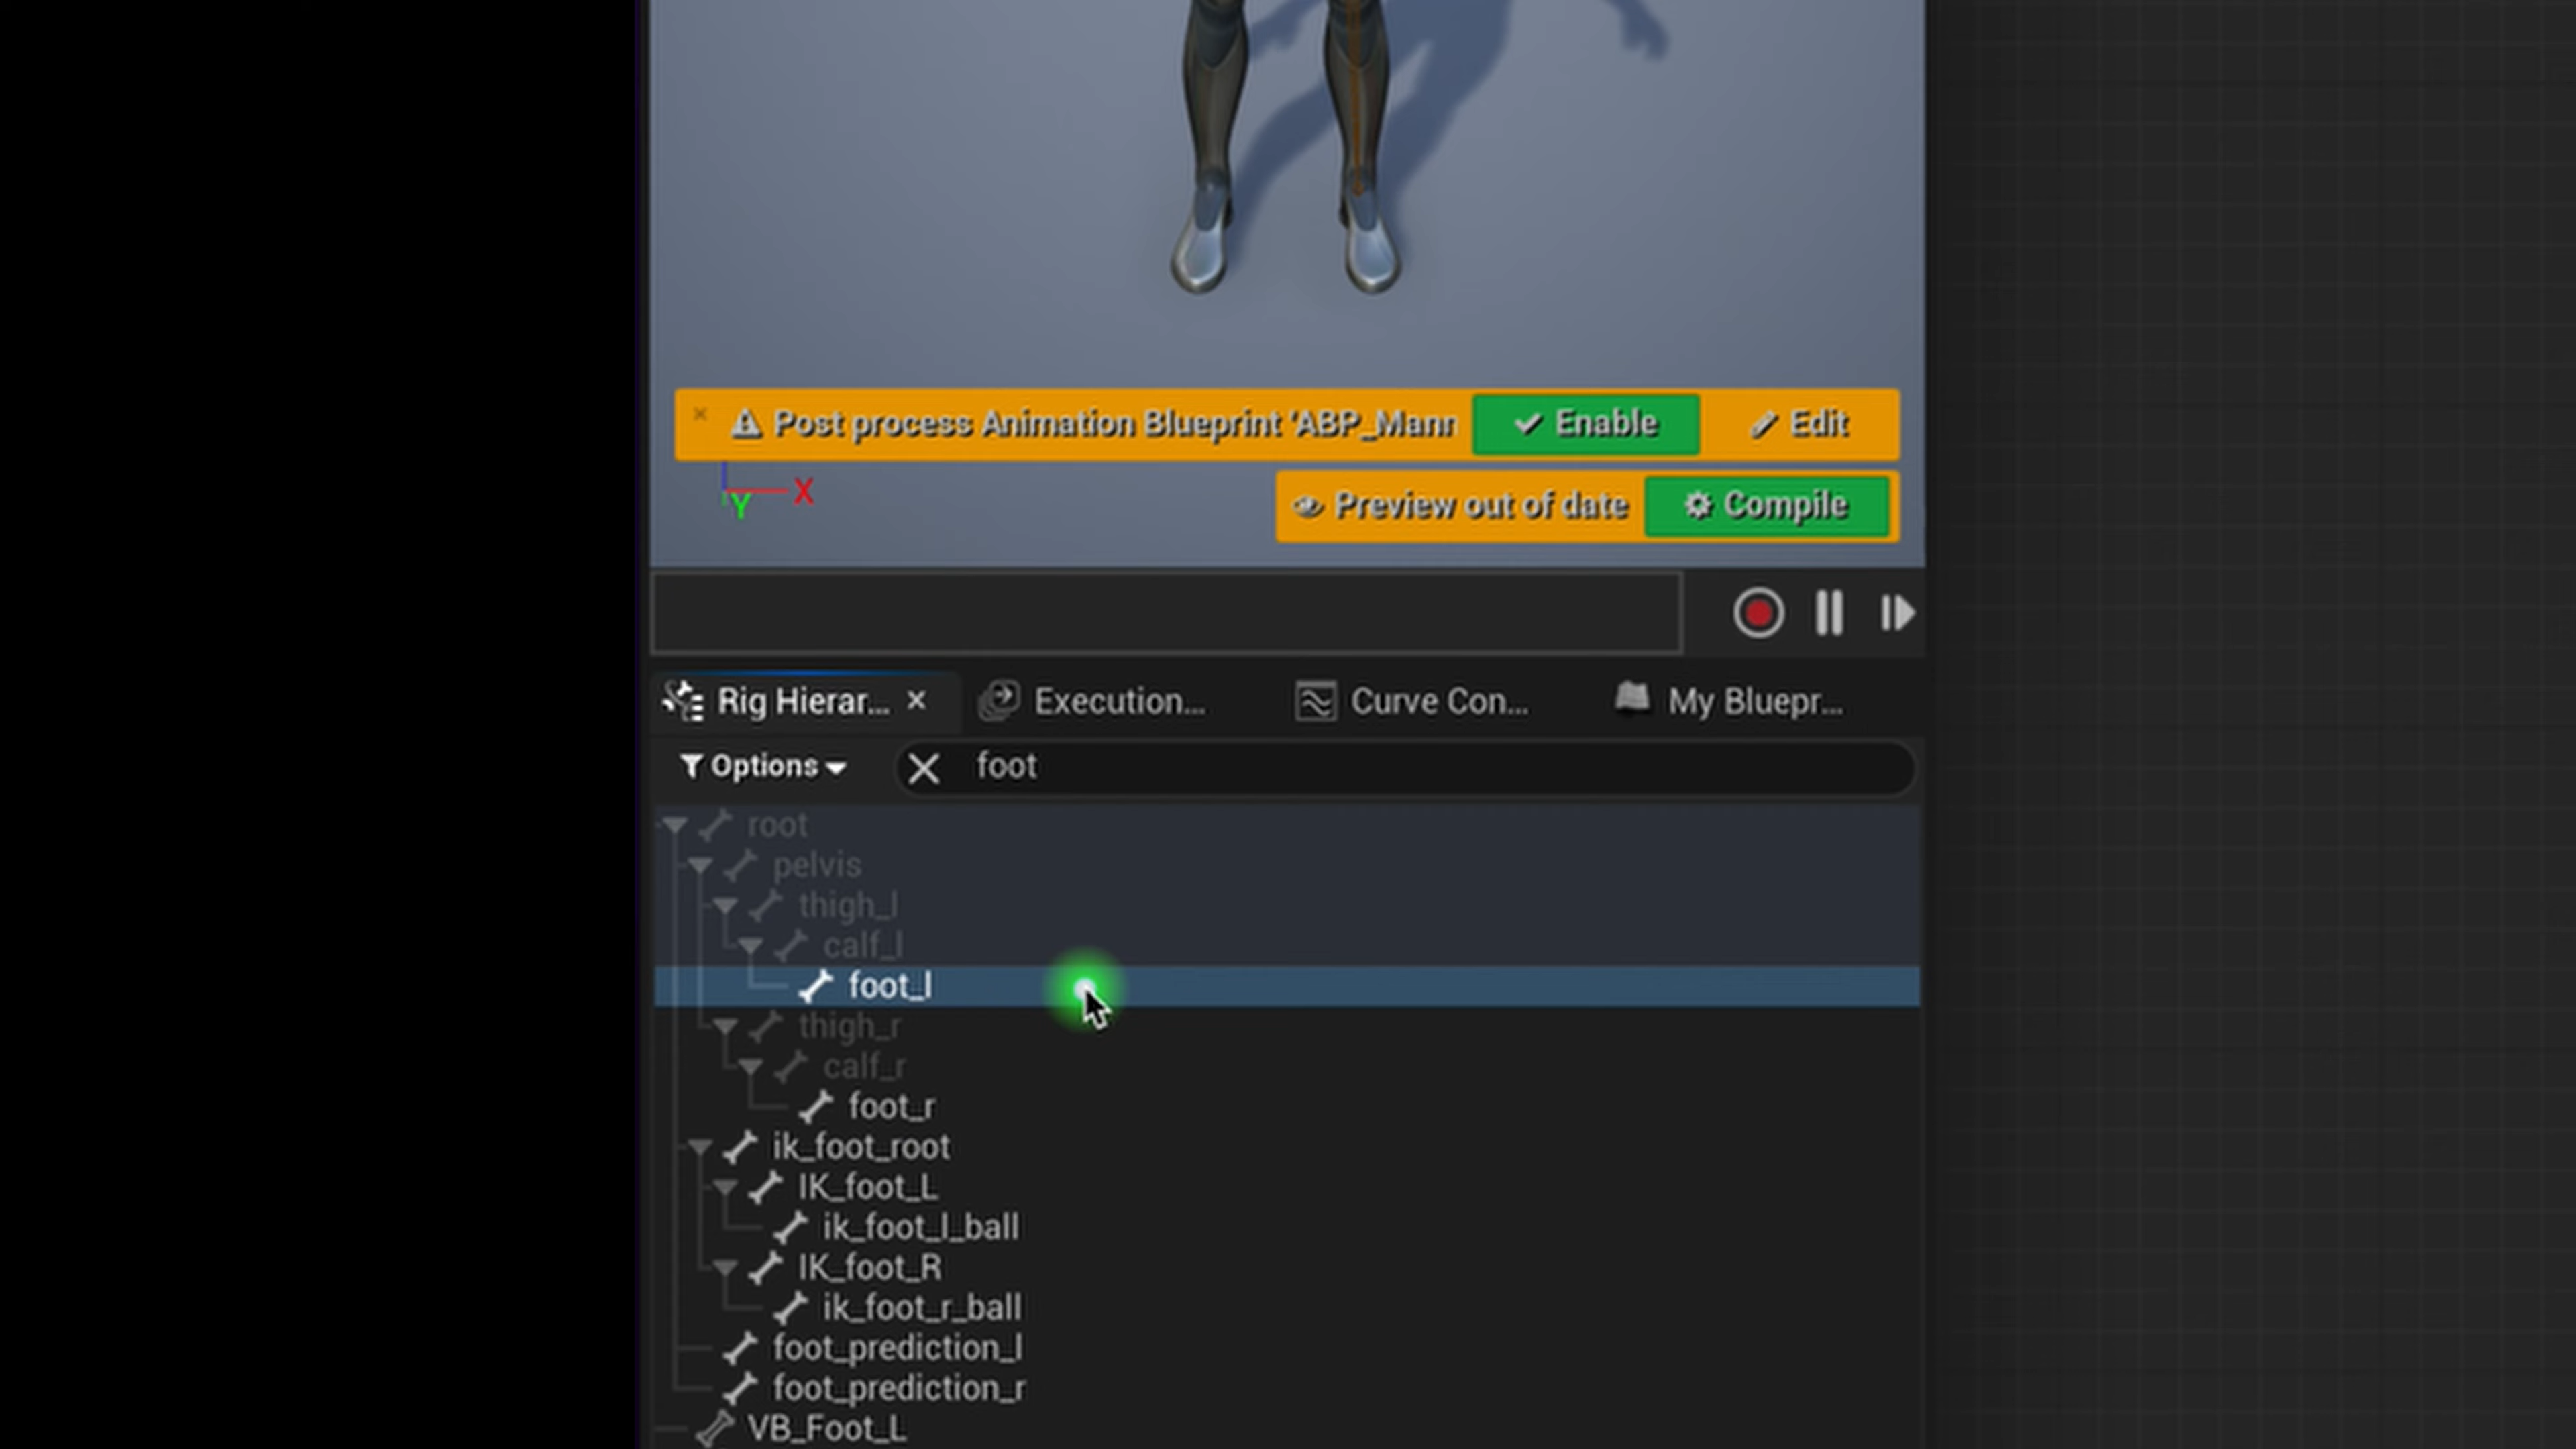 Post process Animation Blueprint 'ABP_Mann
Enable
Edit
Y X
Preview out of date
Compile
Rig Hierar...
Execution...
Curve Con...
My Bluepr...
Options
foot
root
pelvis
thigh_l
calf_l
foot_l
thigh_r
calf_r
foot_r
ik_foot_root
IK_foot_L
ik_foot_l_ball
IK_foot_R
ik_foot_r_ball
foot_prediction_l
foot_prediction_r
VB_Foot_L